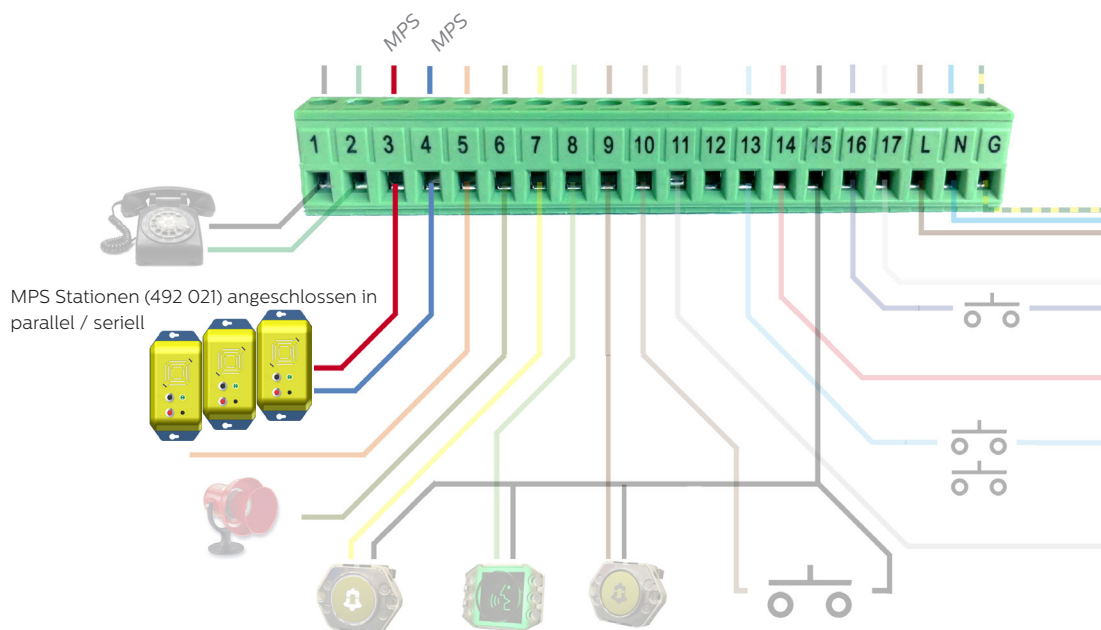 MPS MPS
1 2 3 4 5 6 7 8 9 10 11 12 13 14 15 16 17 L N G
MPS Stationen (492 021) angeschlossen in
parallel / seriell